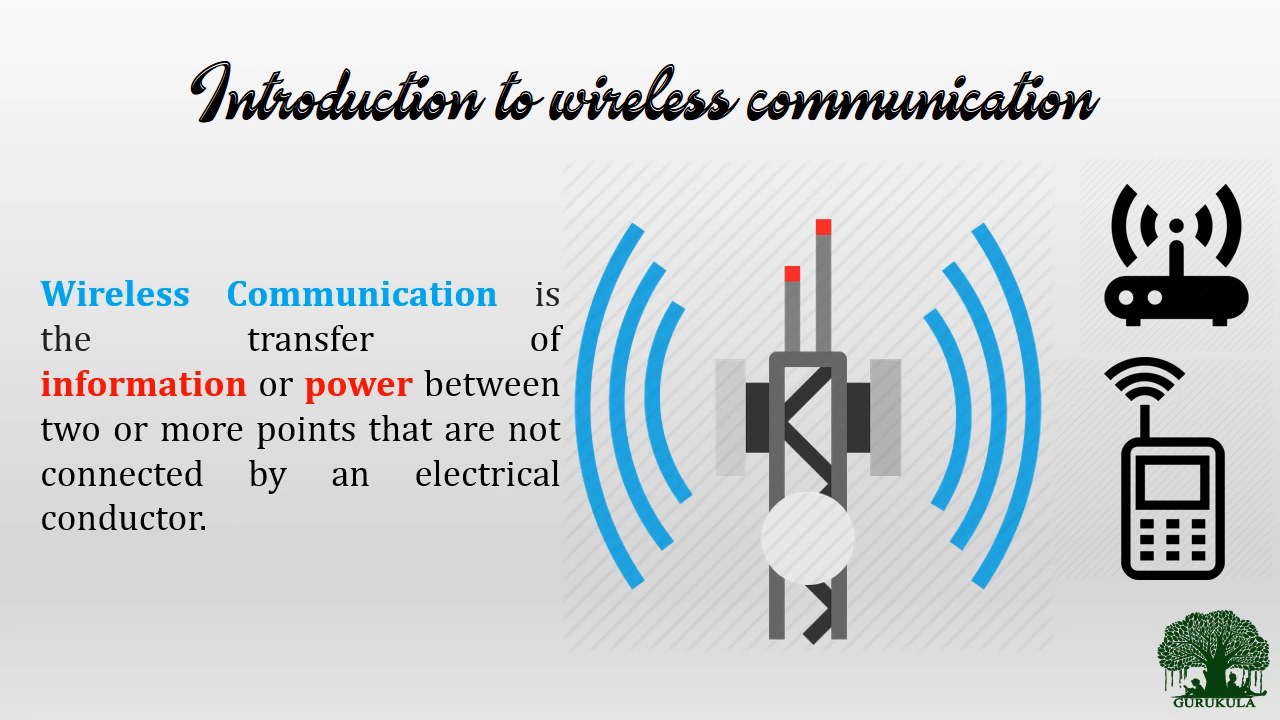 Introduction to wireless communication
Wireless Communication is
the transfer of
information or power between
two or more points that are not
connected by an electrical
conductor.
GURUKULA